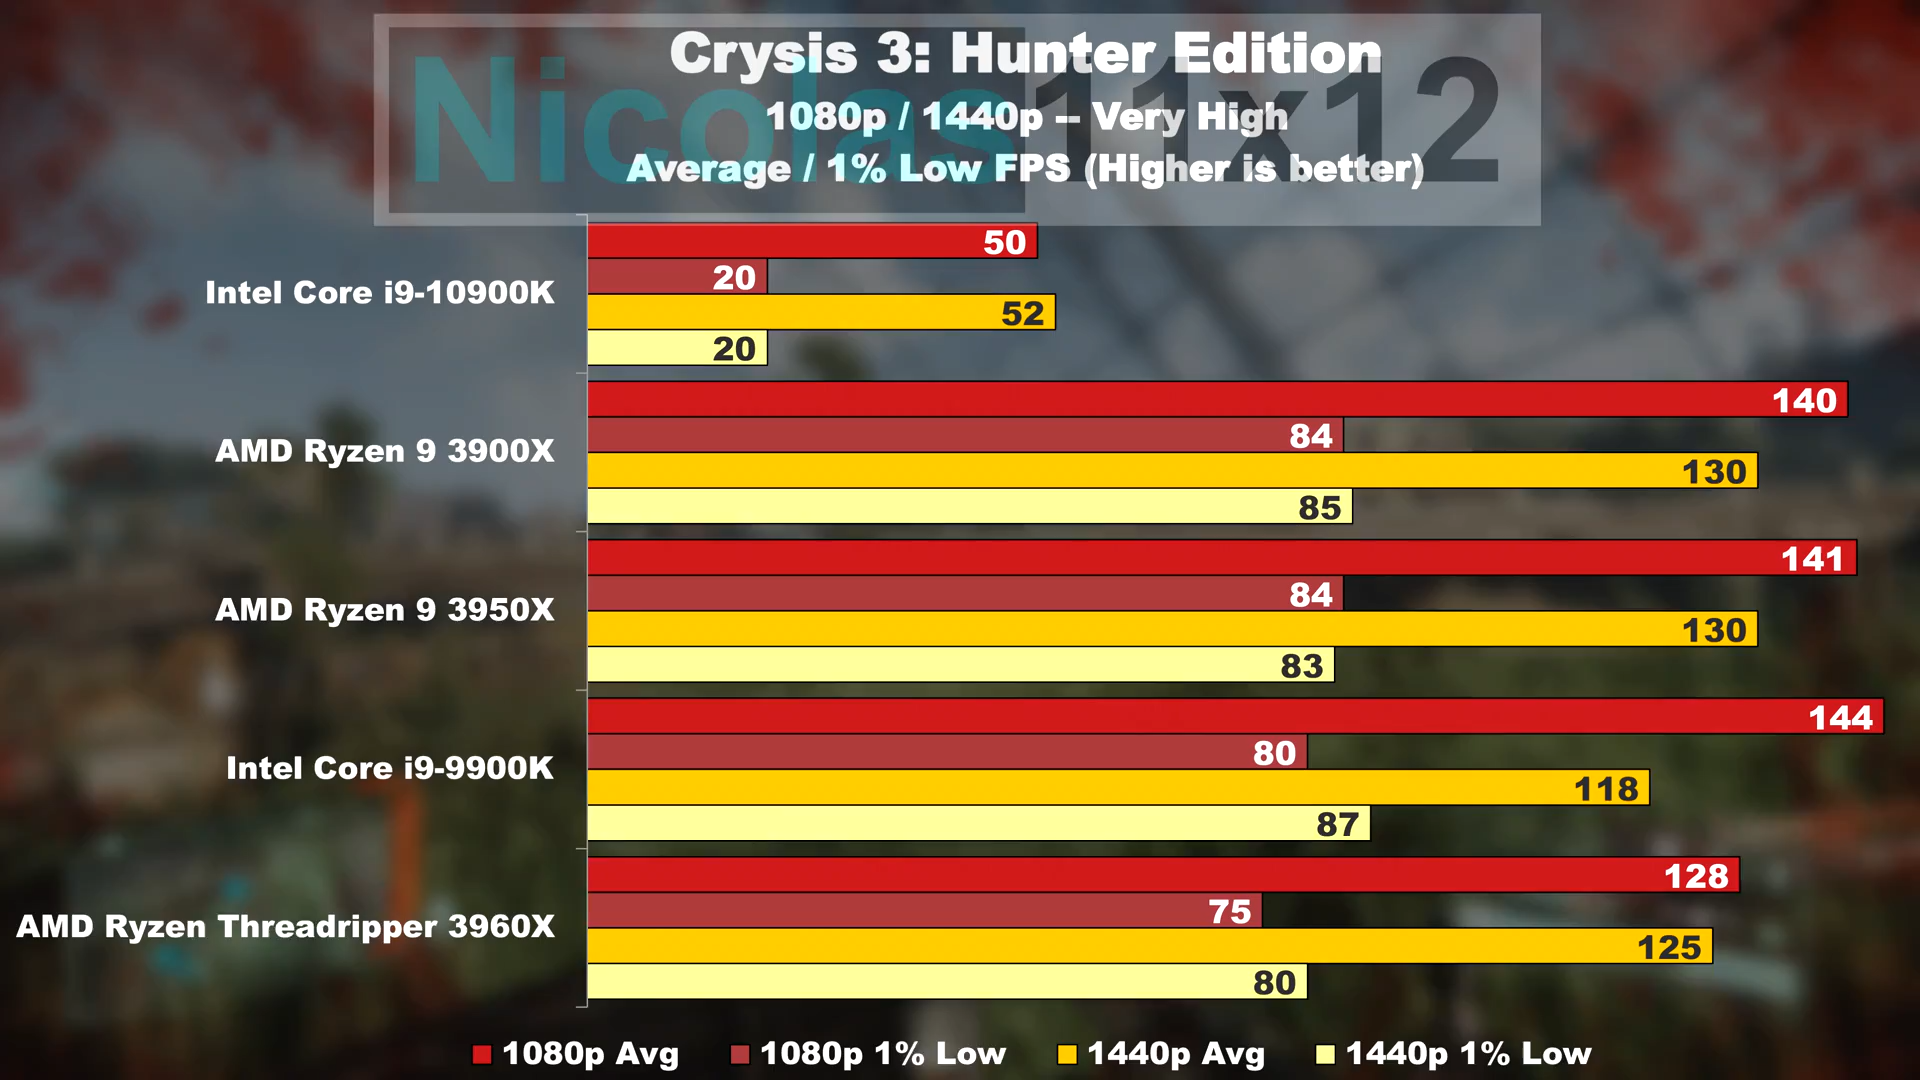 Nicolas11x12
Crysis 3: Hunter Edition
1080p / 1440p – Very High
Average / 1% Low FPS (Higher is better)
Intel Core i9-10900K
50
20
52
20
AMD Ryzen 9 3900X
140
84
130
85
AMD Ryzen 9 3950X
141
84
130
83
Intel Core i9-9900K
144
80
118
87
AMD Ryzen Threadripper 3960X
128
75
125
80
1080p Avg 1080p 1% Low 1440p Avg 1440p 1% Low